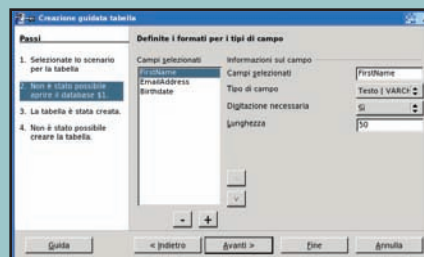 Creazione guidata tabella
Passi
1. Selezionate lo scenario
per la tabella
2. Non è stato possibile
aprire il database $1.
3. La tabella è stata creata.
4. Non è stato possibile
creare la tabella.
Definite i formati per i tipi di campo
Campi selezionati
FirstName
EmailAddress
Birthdate
Informazioni sul campo
Campi selezionati
FirstName
Tipo di campo
Testo [ VARCH
Digitazione necessaria
Sì
Lunghezza
50
- +
Guida
< Indietro
Avanti >
Fine
Annulla